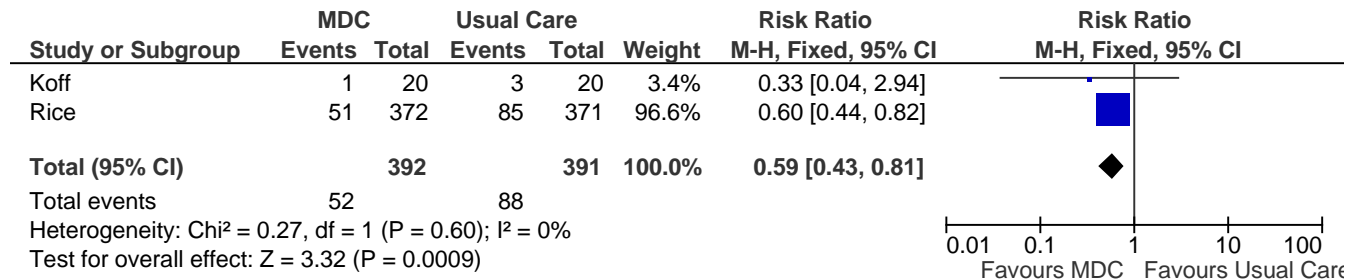 MDC Usual Care Risk Ratio Risk Ratio
Study or Subgroup Events Total Events Total Weight M-H, Fixed, 95% CI M-H, Fixed, 95% CI
Koff 1 20 3 20 3.4% 0.33 [0.04, 2.94]
Rice 51 372 85 371 96.6% 0.60 [0.44, 0.82]
Total (95% CI) 392 391 100.0% 0.59 [0.43, 0.81]
Total events 52 88
Heterogeneity: Chi² = 0.27, df = 1 (P = 0.60); I² = 0%
Test for overall effect: Z = 3.32 (P = 0.0009)
0.01 0.1 1 10 100
Favours MDC Favours Usual Care